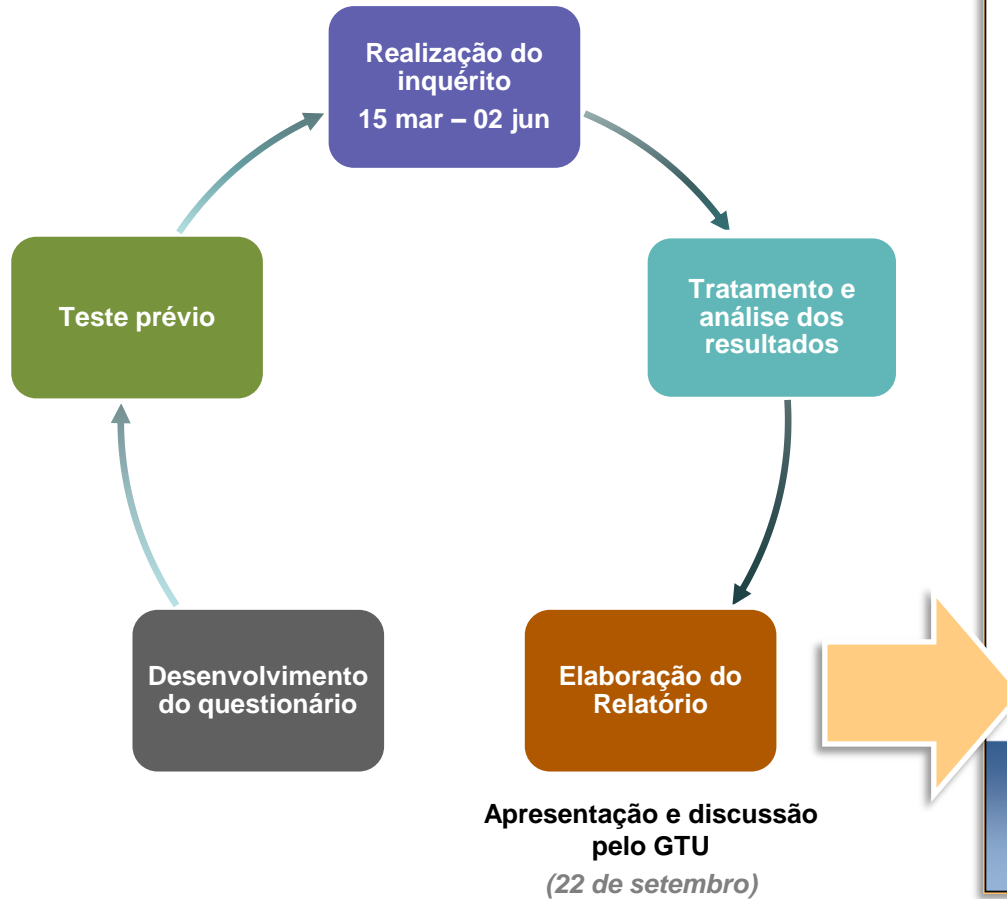 Realização do
inquérito
15 mar – 02 jun
Teste prévio
Tratamento e
análise dos
resultados
Desenvolvimento
do questionário
Elaboração do
Relatório
Apresentação e discussão
pelo GTU
(22 de setembro)